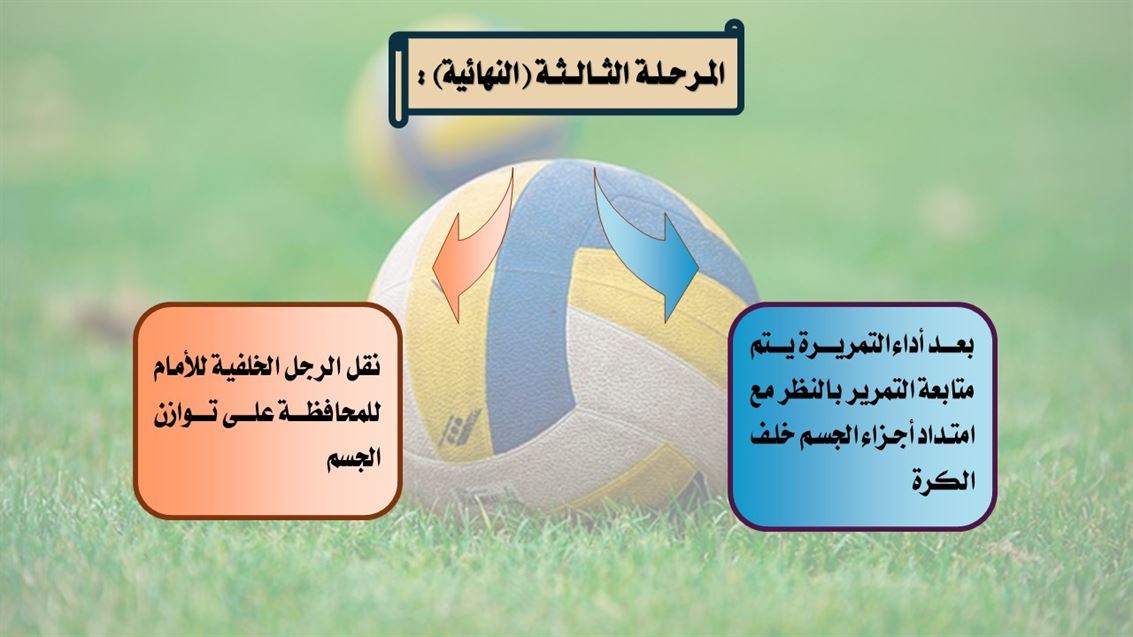 المرحلة الثالثة (النهائية) :
بعد أداء التمريرة يتم
متابعة التمرير بالنظر مع
امتداد أجزاء الجسم خلف
الكرة
نقل الرجل الخلفية للأمام
للمحافظة على توازن
الجسم